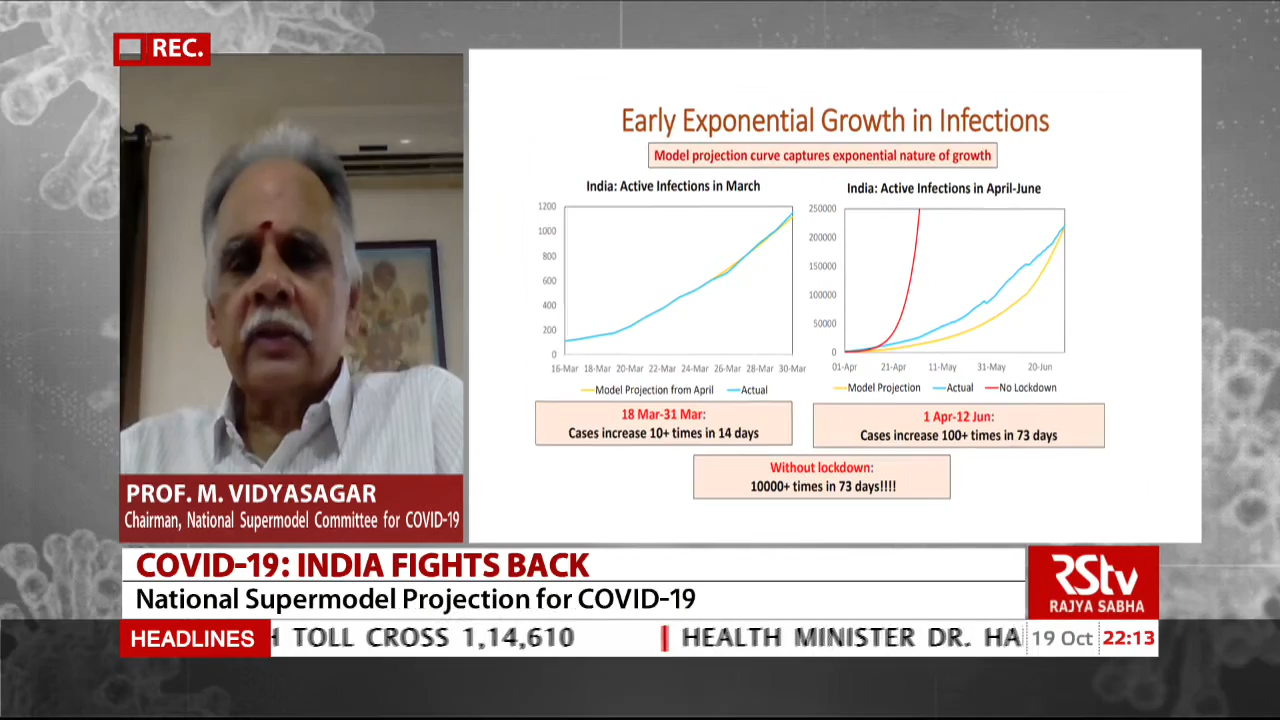 REC.
Early Exponential Growth in Infections
Model projection curve captures exponential nature of growth
India: Active Infections in March
1200
1000
800
600
400
200
0
16-Mar 18-Mar 20-Mar 22-Mar 24-Mar 26-Mar 28-Mar 30-Mar
Model Projection from April Actual
18 Mar-31 Mar:
Cases increase 10+ times in 14 days
India: Active Infections in April-June
250000
200000
150000
100000
50000
0
01-Apr 21-Apr 11-May 31-May 20-Jun
Model Projection Actual No Lockdown
1 Apr-12 Jun:
Cases increase 100+ times in 73 days
Without lockdown:
10000+ times in 73 days!!!!
PROF. M. VIDYASAGAR
Chairman, National Supermodel Committee for COVID-19
COVID-19: INDIA FIGHTS BACK
National Supermodel Projection for COVID-19
RStv
RAJYA SABHA
HEADLINES H TOLL CROSS 1,14,610 HEALTH MINISTER DR. HA 19 Oct 22:13